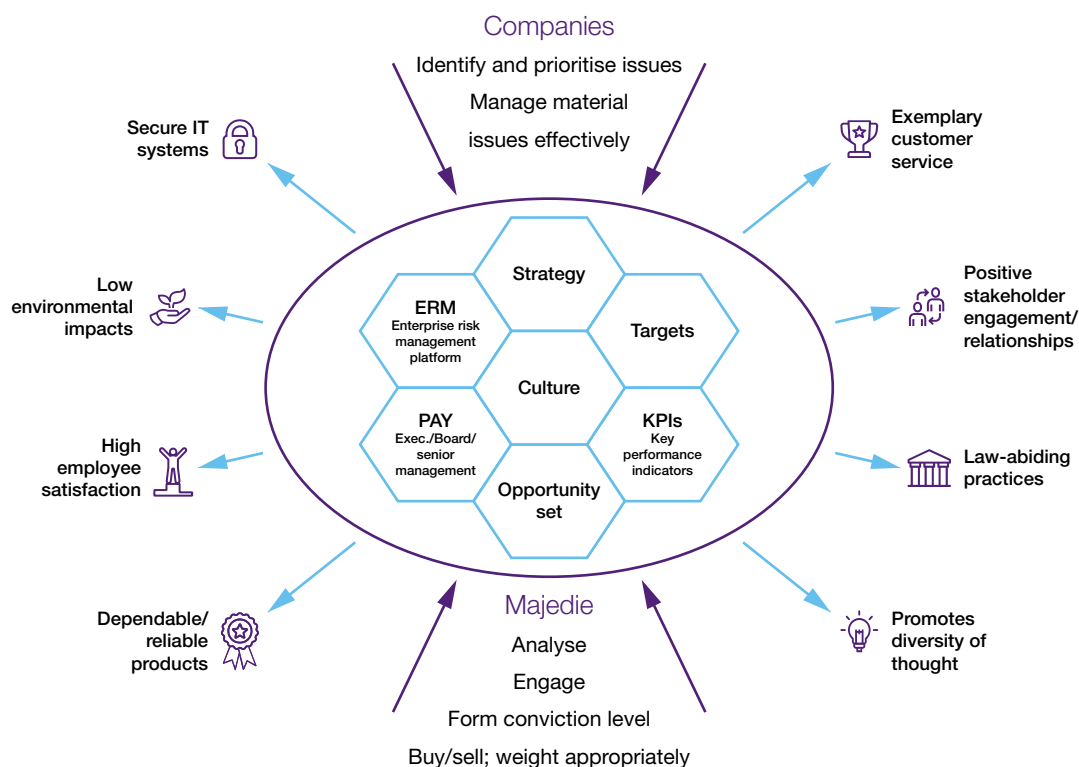 Companies
Identify and prioritise issues
Manage material
issues effectively
Secure IT
systems
Exemplary
customer
service
Low
environmental
impacts
Positive
stakeholder
engagement/
relationships
High
employee
satisfaction
Law-abiding
practices
Dependable/
reliable
products
Promotes
diversity of
thought
Strategy
ERM
Enterprise risk
management
platform
Targets
Culture
PAY
Exec./Board/
senior
management
KPIs
Key
performance
indicators
Opportunity
set
Majedie
Analyse
Engage
Form conviction level
Buy/sell; weight appropriately